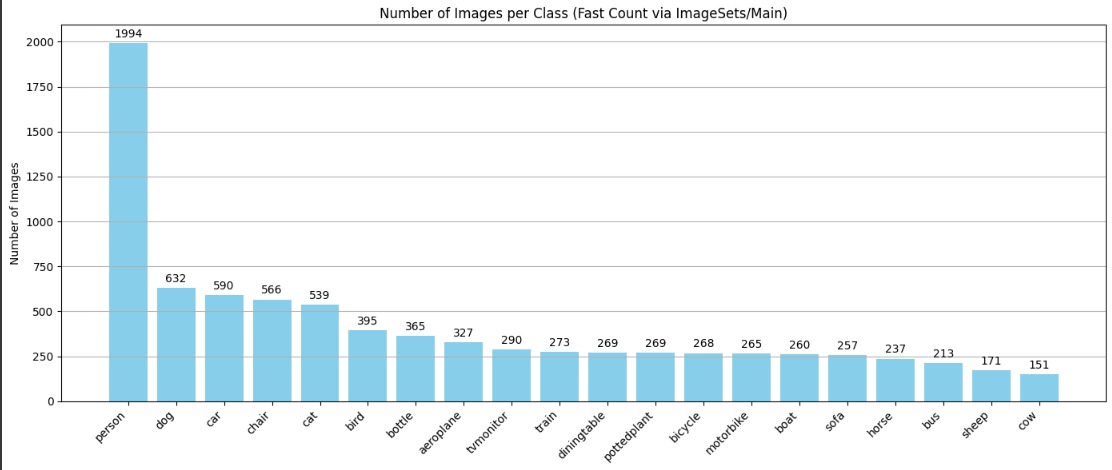 Number of Images per Class (Fast Count via ImageSets/Main)
Number of Images
2000
1750
1500
1250
1000
750
500
250
0
1994
632
590
566
539
395
365
327
290
273
269
269
268
265
260
257
237
213
171
151
person
dog
car
chair
cat
bird
bottle
aeroplane
tvmonitor
train
diningtable
pottedplant
bicycle
motorbike
boat
sofa
horse
bus
sheep
cow